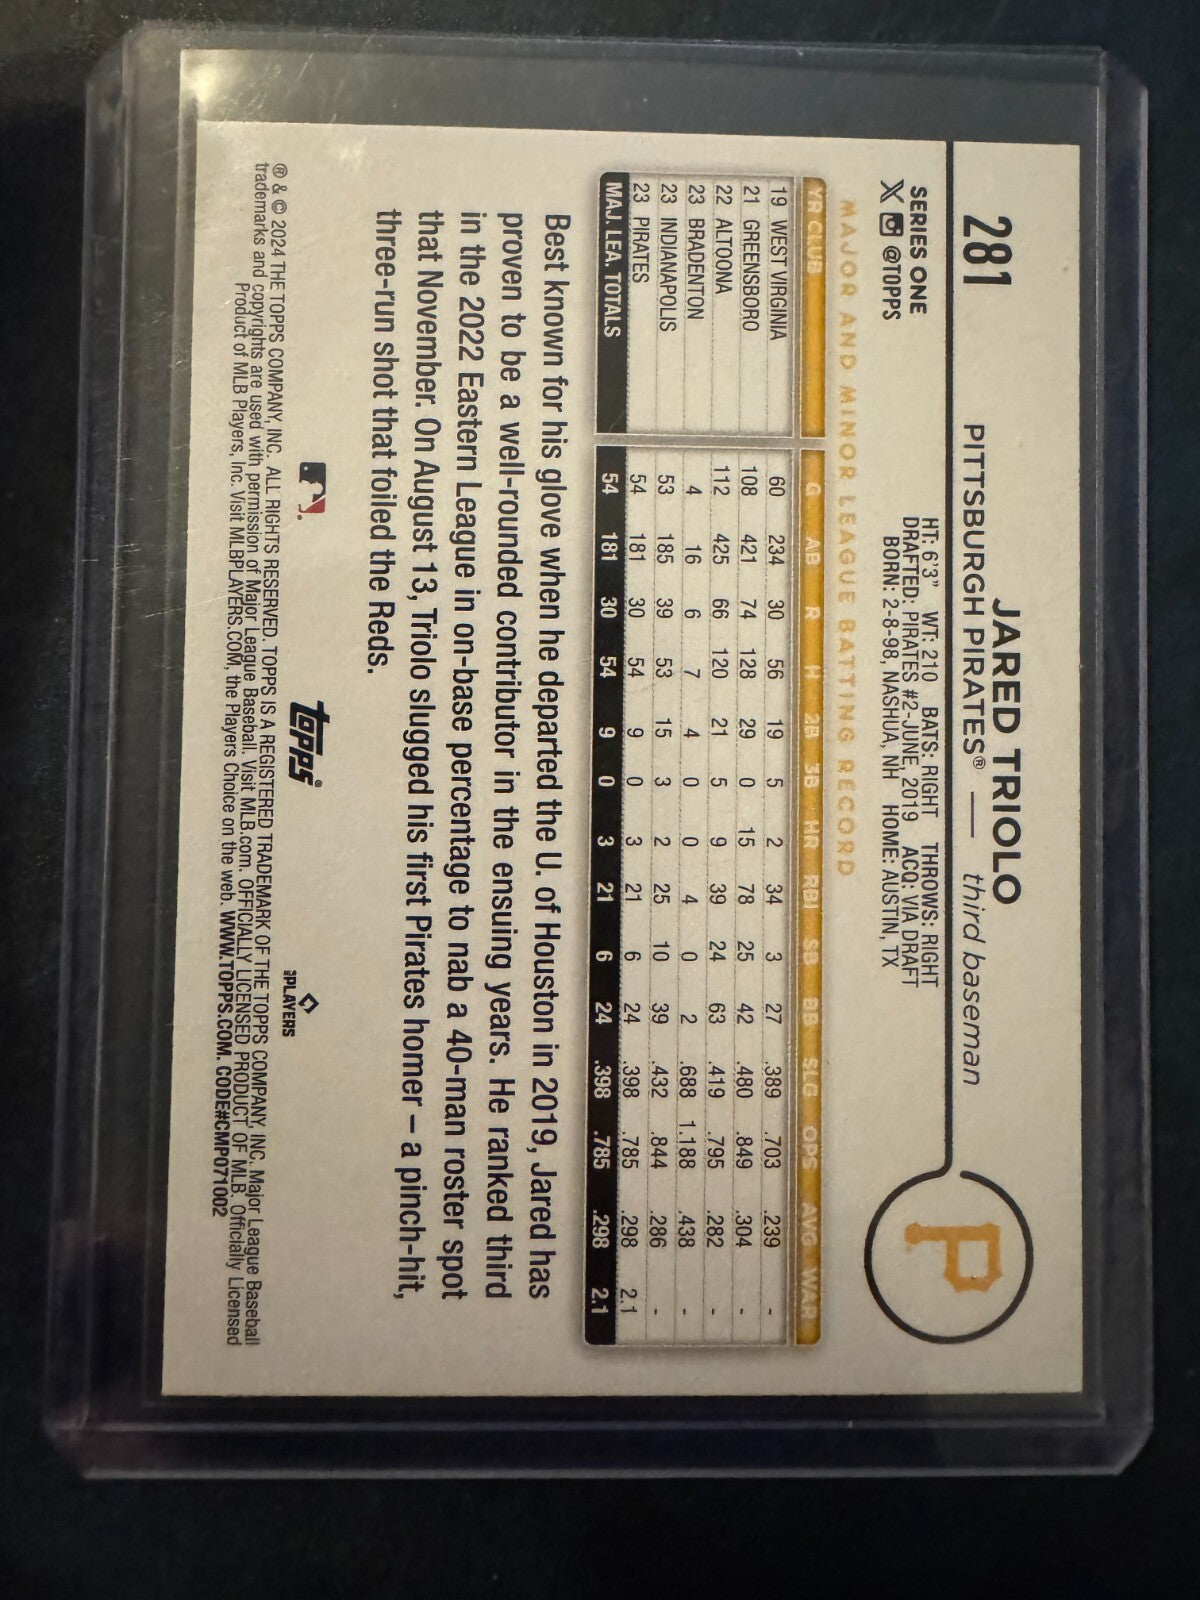 281
JARED TRIOLO
PITTSBURGH PIRATES® — third baseman
SERIES ONE
@TOPPS
HT: 6'3" WT: 210 BATS: RIGHT THROWS: RIGHT
DRAFTED: PIRATES #2-JUNE, 2019 ACQ: VIA DRAFT
BORN: 2-8-98, NASHUA, NH HOME: AUSTIN, TX
P
MAJOR AND MINOR LEAGUE BATTING RECORD
YR CLUB G AB R H 2B 3B HR RBI SB BB SLG OPS AVG WAR
19 WEST VIRGINIA 60 234 30 56 19 5 2 34 3 27 .389 .703 .239 -
21 GREENSBORO 108 421 74 128 29 0 15 78 25 42 .480 .849 .304 -
22 ALTOONA 112 425 66 120 21 5 9 39 24 63 .419 .795 .282 -
23 BRADENTON 4 16 6 7 4 0 0 4 0 2 .688 1.188 .438 -
23 INDIANAPOLIS 53 185 39 53 15 3 2 25 10 39 .432 .844 .286 -
23 PIRATES 54 181 30 54 9 0 3 21 6 24 .398 .785 .298 2.1
MAJ. LEA. TOTALS 54 181 30 54 9 0 3 21 6 24 .398 .785 .298 2.1
Best known for his glove when he departed the U. of Houston in 2019, Jared has
proven to be a well-rounded contributor in the ensuing years. He ranked third
in the 2022 Eastern League in on-base percentage to nab a 40-man roster spot
that November. On August 13, Triolo slugged his first Pirates homer – a pinch-hit,
three-run shot that foiled the Reds.
topps
PLAYERS
® & © 2024 THE TOPPS COMPANY, INC. ALL RIGHTS RESERVED. TOPPS IS A REGISTERED TRADEMARK OF THE TOPPS COMPANY, INC. Major League Baseball
trademarks and copyrights are used with permission of Major League Baseball. Visit MLB.com. OFFICIALLY LICENSED PRODUCT OF MLB. Officially Licensed
Product of MLB Players, Inc. Visit MLBPLAYERS.COM, the Players Choice on the web. WWW.TOPPS.COM. CODE#CMP071002